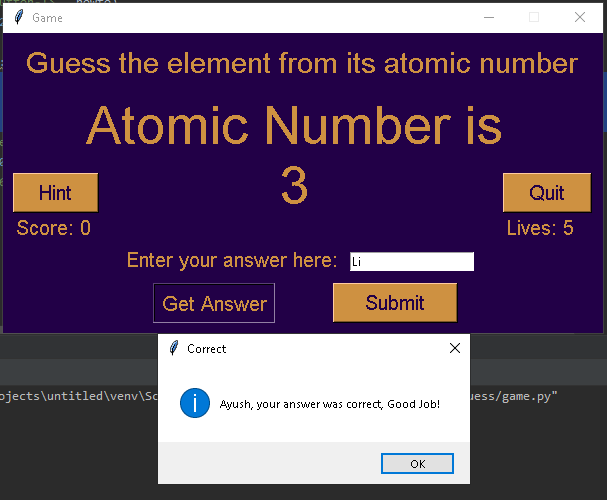 Game
Guess the element from its atomic number
Atomic Number is
3
Hint
Quit
Score: 0
Lives: 5
Enter your answer here:
Li
Get Answer
Submit
Correct
ojects\untitled\venv\Sc
uess/game.py"
Ayush, your answer was correct, Good Job!
OK